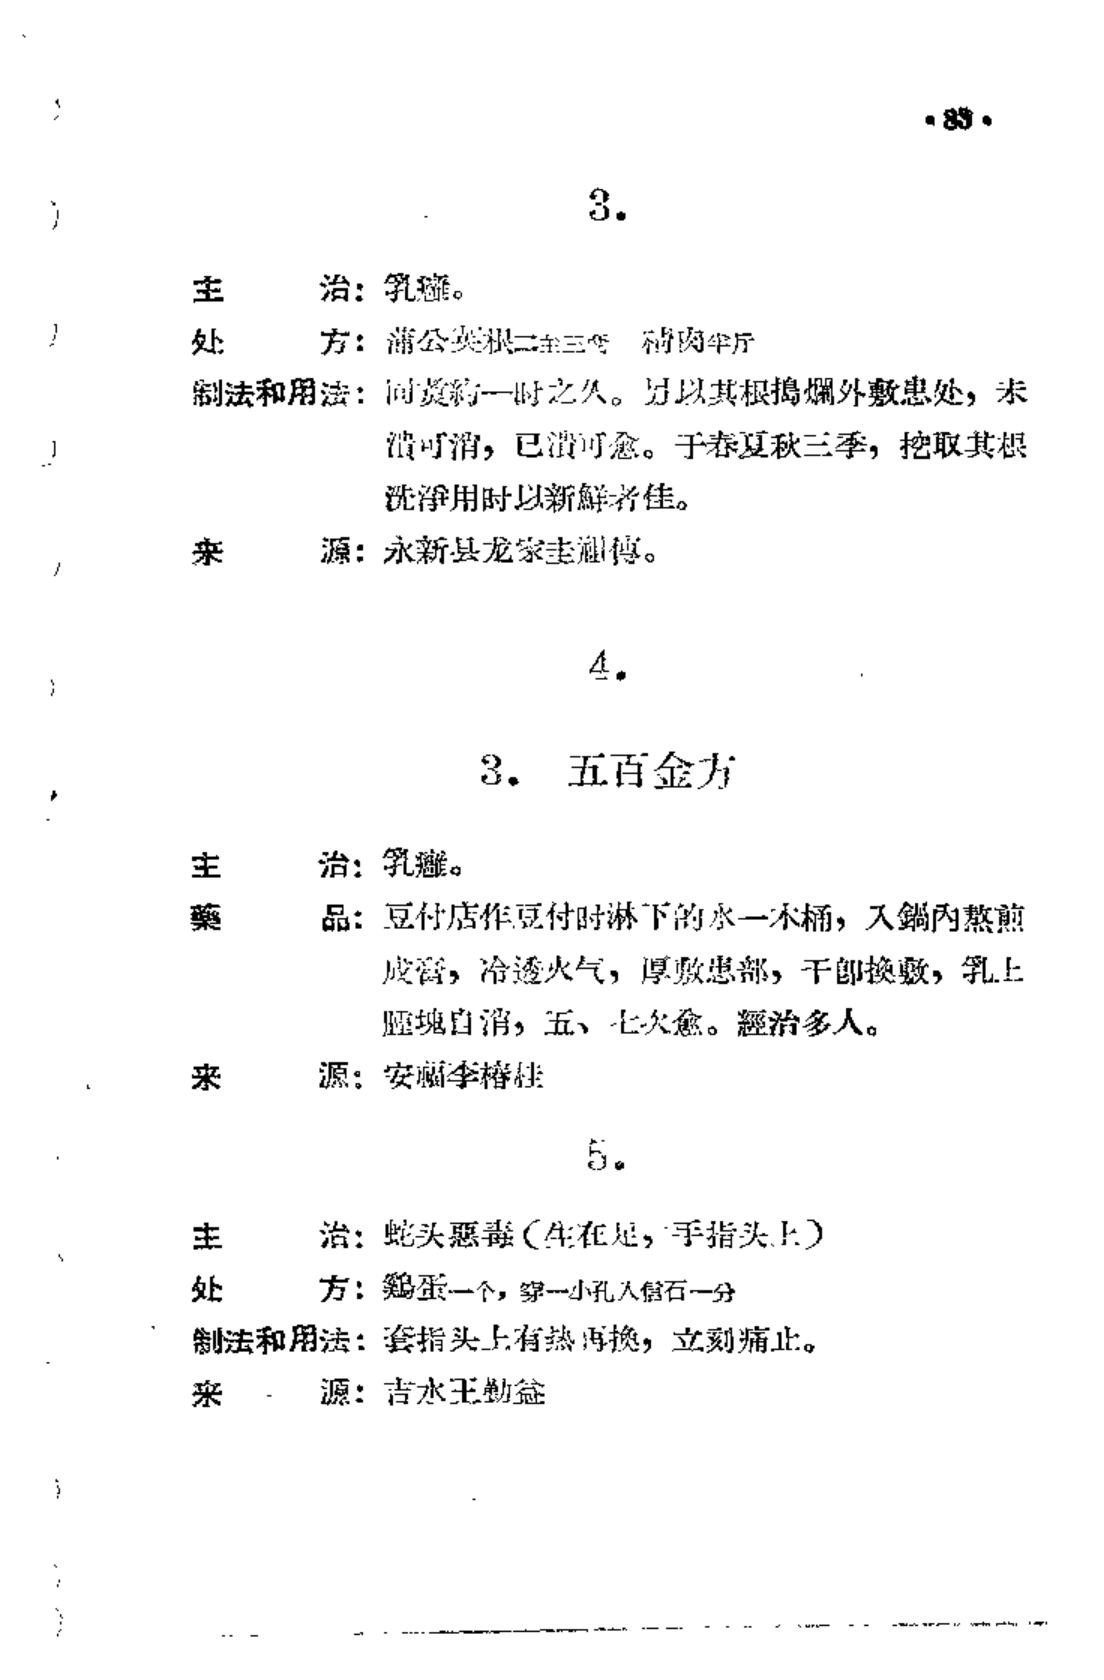 3.
主 治：乳癰。
处 方：蒲公英根二至三两 精肉半斤
制法和用法：同煑約一时之久。另以其根搗爛外敷患处，未
潰可消，已潰可愈。于春夏秋三季，挖取其根
洗淨用时以新鮮者佳。
来 源：永新县龙家圭祖傳。
4.
3. 五百金方
主 治：乳癰。
藥 品：豆付店作豆付时淋下的水一木桶，入鍋內熬煎
成膏，冷透火气，厚敷患部，干卽換敷，乳上
腫塊自消，五、七次愈。經治多人。
来 源：安福李椿桂
5.
主 治：蛇头惡毒（生在足，手指头上）
处 方：鷄蛋一个，穿一小孔入信石一分
制法和用法：套指头上有热再換，立刻痛止。
来 源：吉水王勤益